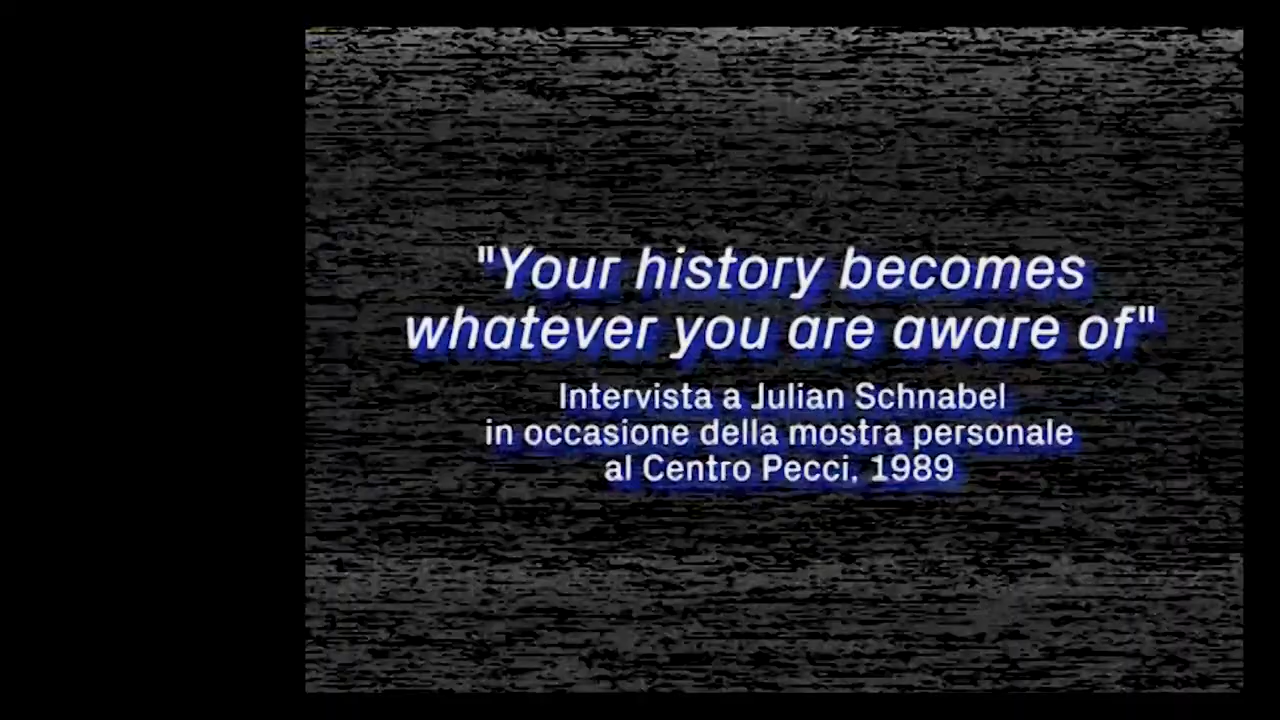 "Your history becomes
whatever you are aware of"
Intervista a Julian Schnabel
in occasione della mostra personale
al Centro Pecci, 1989